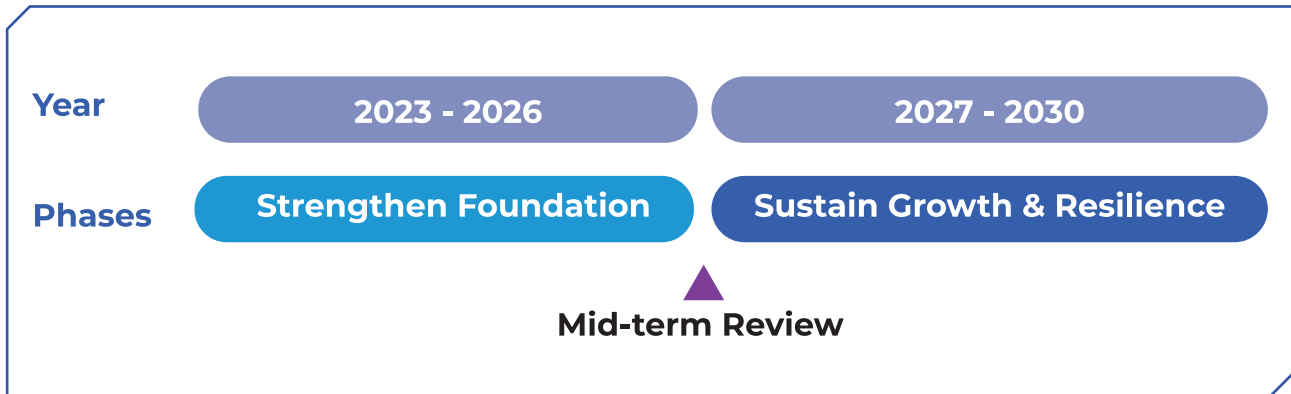 Year 2023 - 2026 2027 - 2030
Phases Strengthen Foundation Sustain Growth & Resilience
Mid-term Review